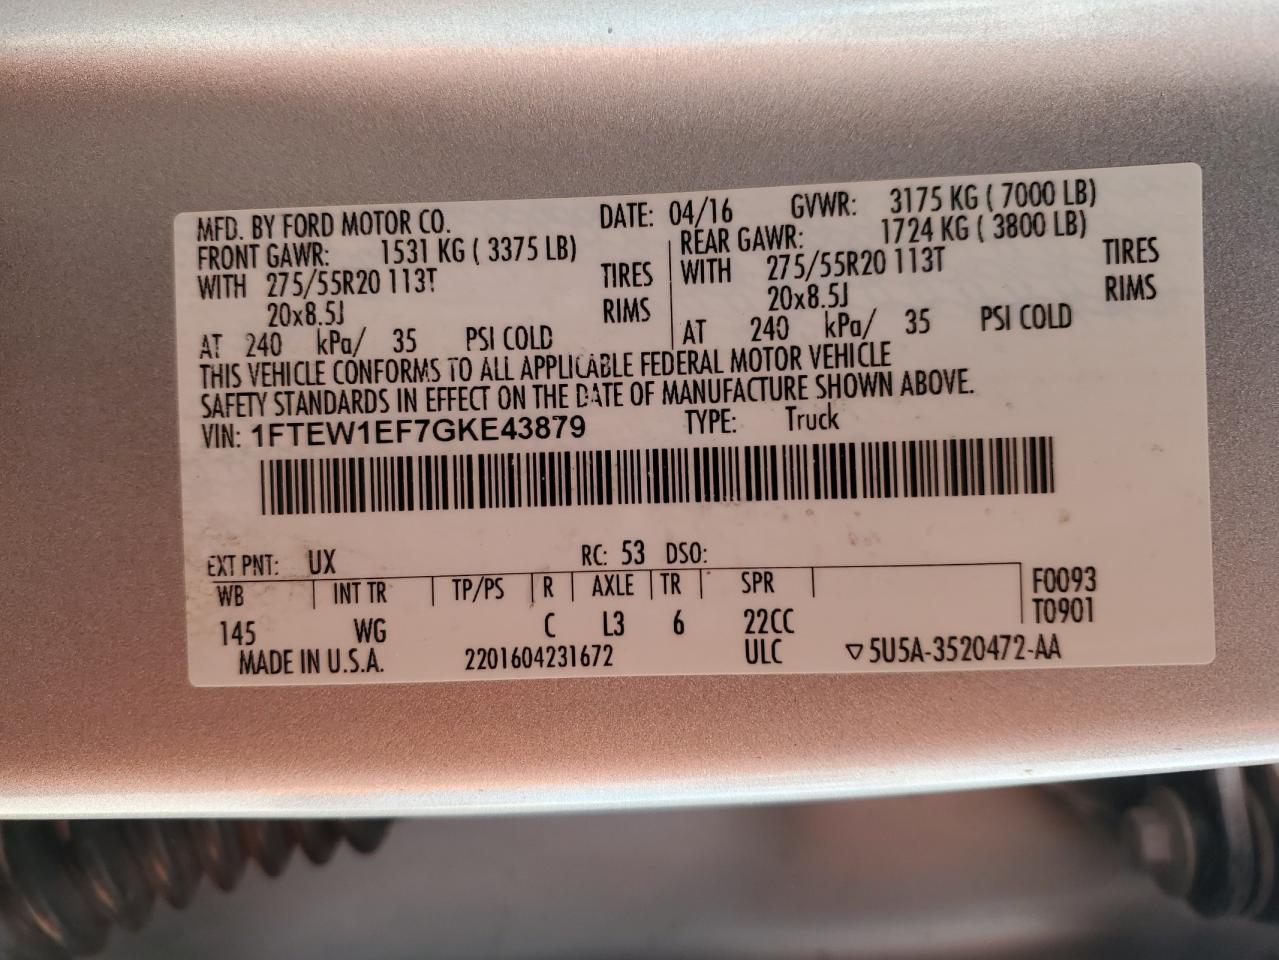 MFD. BY FORD MOTOR CO. DATE: 04/16 GVWR: 3175 KG ( 7000 LB)
FRONT GAWR: 1531 KG ( 3375 LB) REAR GAWR: 1724 KG ( 3800 LB)
WITH 275/55R20 113T TIRES WITH 275/55R20 113T TIRES
20x8.5J RIMS 20x8.5J RIMS
AT 240 kPa/ 35 PSI COLD AT 240 kPa/ 35 PSI COLD
THIS VEHICLE CONFORMS TO ALL APPLICABLE FEDERAL MOTOR VEHICLE
SAFETY STANDARDS IN EFFECT ON THE DATE OF MANUFACTURE SHOWN ABOVE.
VIN: 1FTEW1EF7GKE43879 TYPE: Truck
EXT PNT: UX RC: 53 DSO:
WB INT TR TP/PS R AXLE TR SPR F0093
145 WG C L3 6 22CC T0901
MADE IN U.S.A. 2201604231672 ULC ▽5U5A-3520472-AA